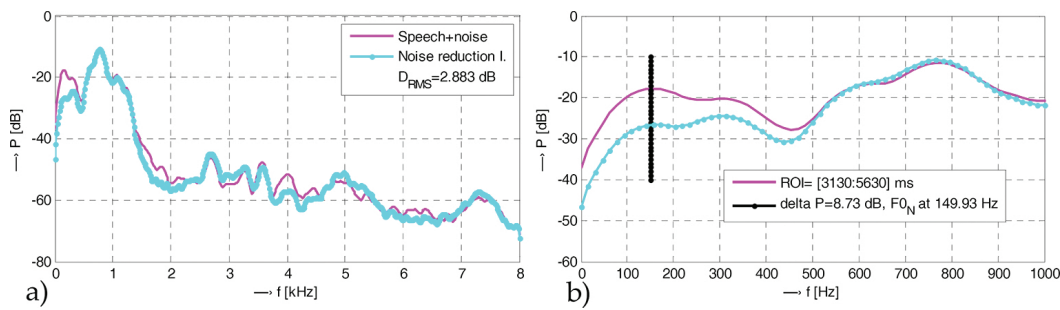 0
-20
-40
-60
-80
→ P [dB]
Speech+noise
Noise reduction I.
D_RMS=2.883 dB
0 1 2 3 4 5 6 7 8
→ f [kHz]
a)
0
-10
-20
-30
-40
-50
-60
→ P [dB]
ROI= [3130:5630] ms
delta P=8.73 dB, F0_N at 149.93 Hz
0 100 200 300 400 500 600 700 800 900 1000
→ f [Hz]
b)